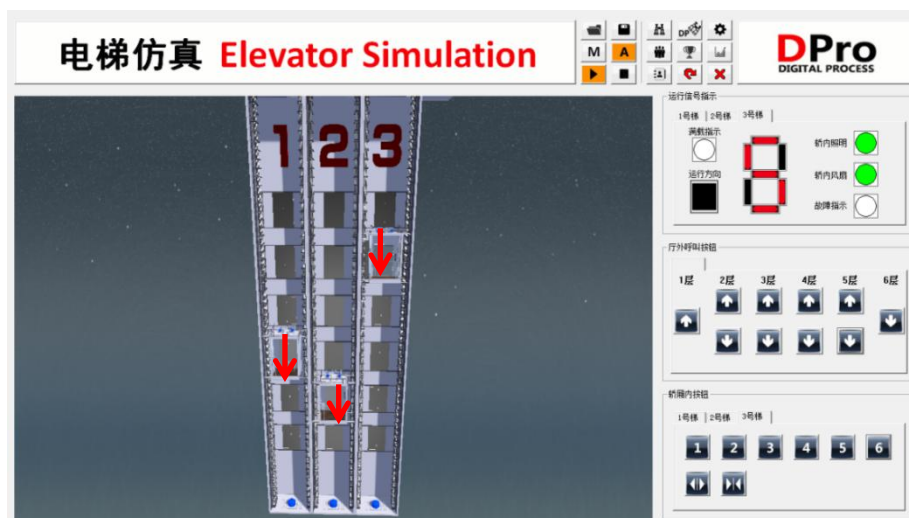 电梯仿真 Elevator Simulation
DP
M A
DPro
DIGITAL PROCESS
1 2 3
运行信号指示
1号梯 2号梯 3号梯
满载指示
轿内照明
运行方向
轿内风扇
故障指示
厅外呼叫按钮
1层 2层 3层 4层 5层 6层
轿厢内按钮
1号梯 2号梯 3号梯
1 2 3 4 5 6